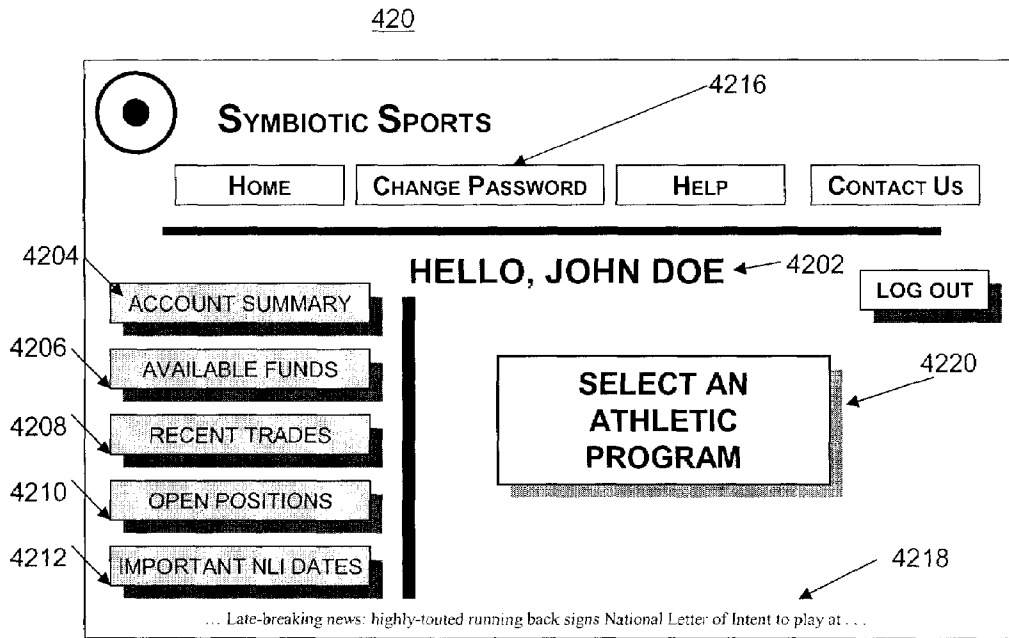 420
4216
SYMBIOTIC SPORTS
HOME CHANGE PASSWORD HELP CONTACT US
4204
HELLO, JOHN DOE
4202
ACCOUNT SUMMARY
LOG OUT
4206
AVAILABLE FUNDS
SELECT AN
ATHLETIC
PROGRAM
4220
4208
RECENT TRADES
4210
OPEN POSITIONS
4212
IMPORTANT NLI DATES
4218
... Late-breaking news: highly-touted running back signs National Letter of Intent to play at . . .